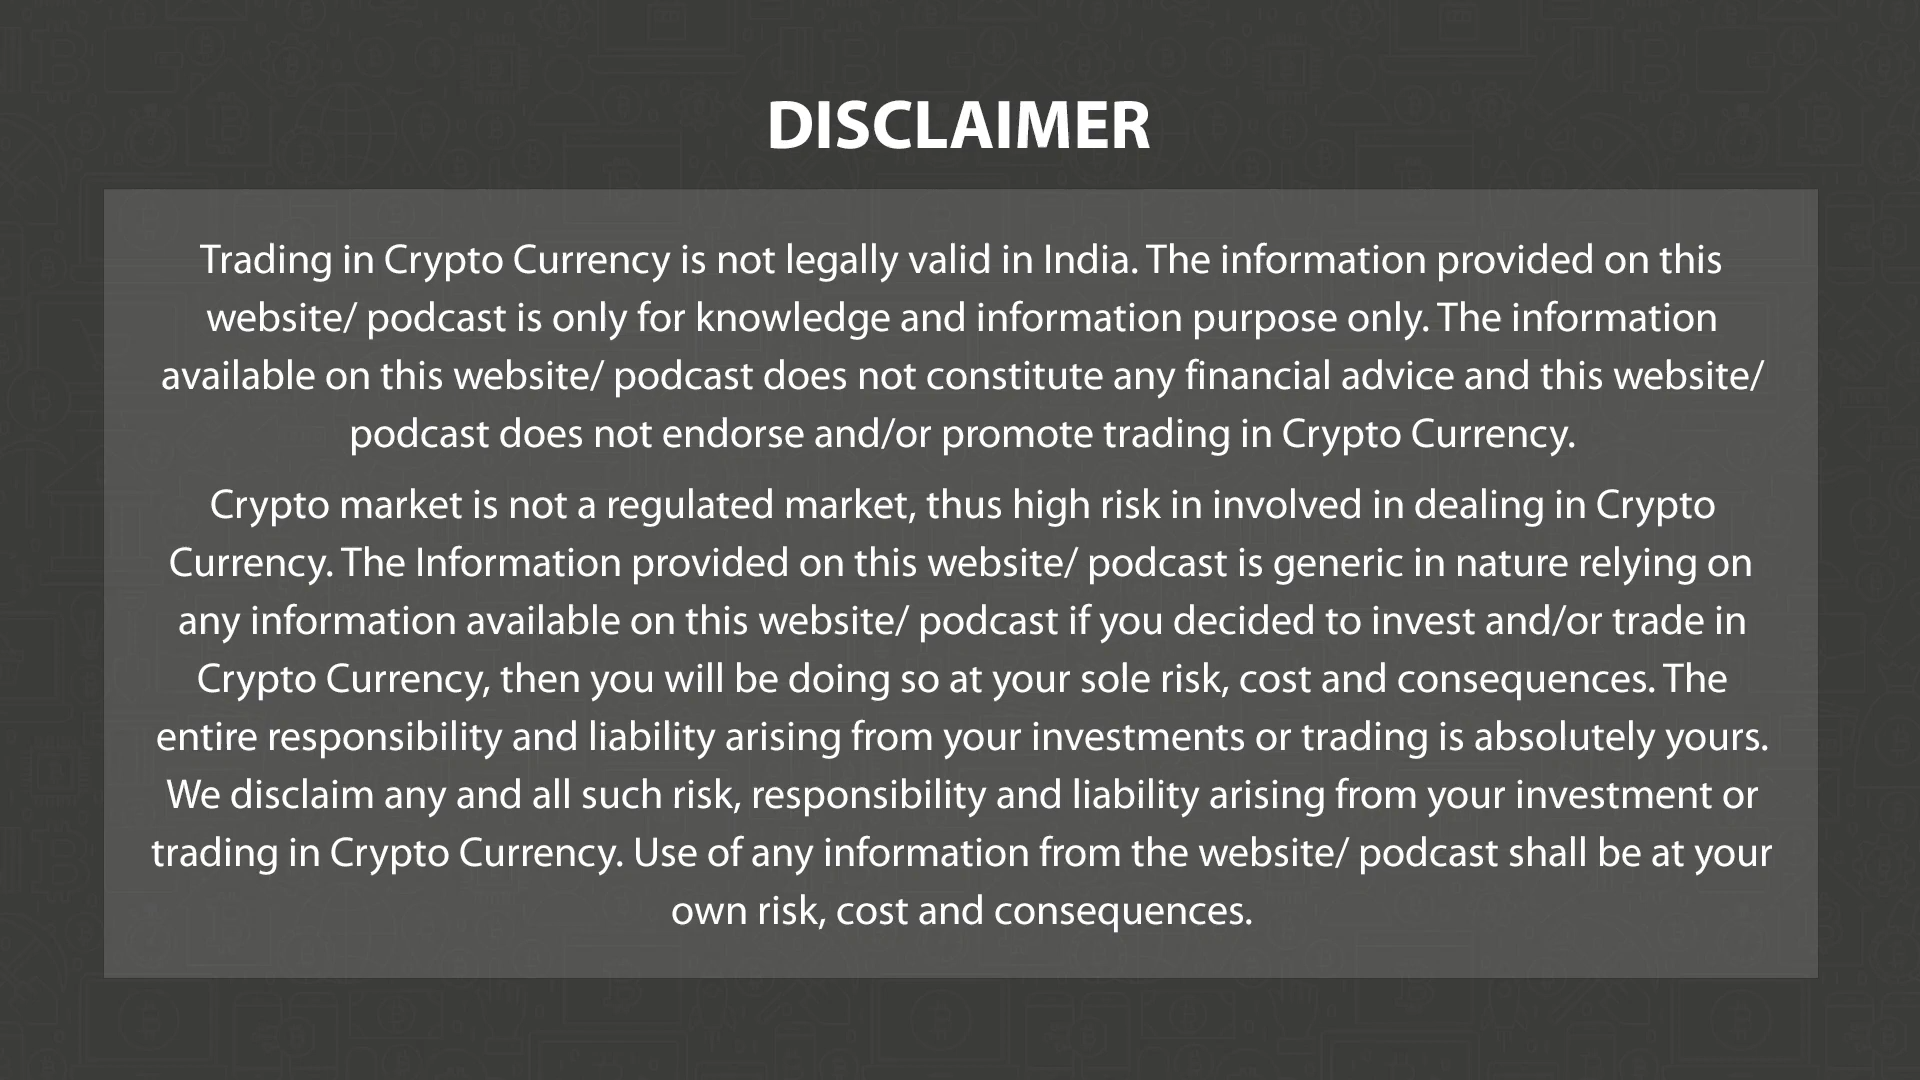 DISCLAIMER
Trading in Crypto Currency is not legally valid in India. The information provided on this
website/ podcast is only for knowledge and information purpose only. The information
available on this website/ podcast does not constitute any financial advice and this website/
podcast does not endorse and/or promote trading in Crypto Currency.
Crypto market is not a regulated market, thus high risk in involved in dealing in Crypto
Currency. The Information provided on this website/ podcast is generic in nature relying on
any information available on this website/ podcast if you decided to invest and/or trade in
Crypto Currency, then you will be doing so at your sole risk, cost and consequences. The
entire responsibility and liability arising from your investments or trading is absolutely yours.
We disclaim any and all such risk, responsibility and liability arising from your investment or
trading in Crypto Currency. Use of any information from the website/ podcast shall be at your
own risk, cost and consequences.